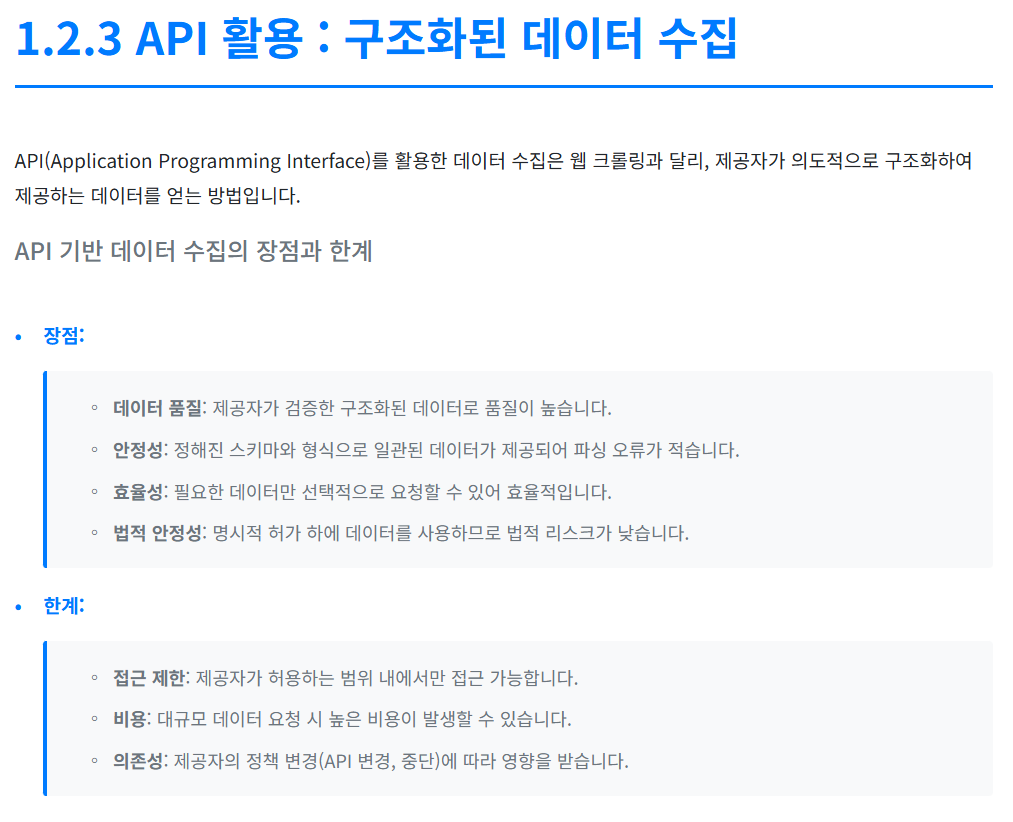 1.2.3 API 활용 : 구조화된 데이터 수집
API(Application Programming Interface)를 활용한 데이터 수집은 웹 크롤링과 달리, 제공자가 의도적으로 구조화하여
제공하는 데이터를 얻는 방법입니다.
API 기반 데이터 수집의 장점과 한계
• 장점:
◦ 데이터 품질: 제공자가 검증한 구조화된 데이터로 품질이 높습니다.
◦ 안정성: 정해진 스키마와 형식으로 일관된 데이터가 제공되어 파싱 오류가 적습니다.
◦ 효율성: 필요한 데이터만 선택적으로 요청할 수 있어 효율적입니다.
◦ 법적 안정성: 명시적 허가 하에 데이터를 사용하므로 법적 리스크가 낮습니다.
• 한계:
◦ 접근 제한: 제공자가 허용하는 범위 내에서만 접근 가능합니다.
◦ 비용: 대규모 데이터 요청 시 높은 비용이 발생할 수 있습니다.
◦ 의존성: 제공자의 정책 변경(API 변경, 중단)에 따라 영향을 받습니다.